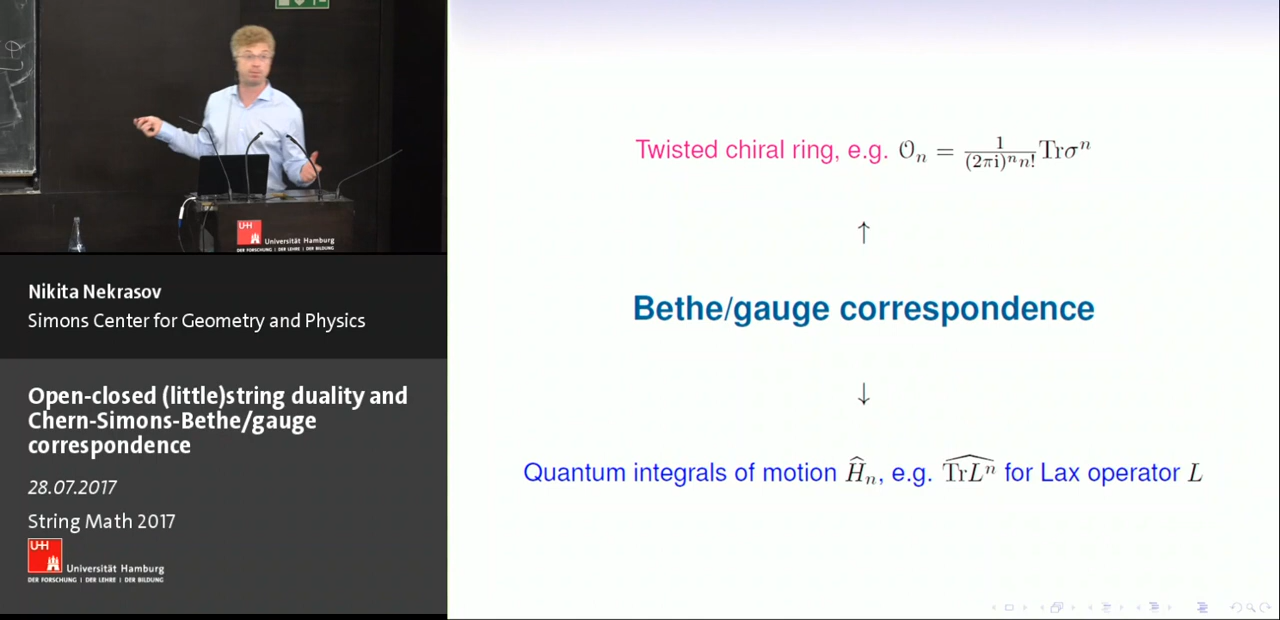 U+H
Universität Hamburg
DER FORSCHUNG | DER LEHRE | DER BILDUNG
Nikita Nekrasov
Simons Center for Geometry and Physics
Open-closed (little)string duality and
Chern-Simons-Bethe/gauge
correspondence
28.07.2017
String Math 2017
UH
Universität Hamburg
DER FORSCHUNG | DER LEHRE | DER BILDUNG
Twisted chiral ring, e.g. 𝒪ₙ = 1/((2πi)ⁿn!) Trσⁿ
↑
Bethe/gauge correspondence
↓
Quantum integrals of motion Ĥₙ, e.g. \widehat{TrLⁿ} for Lax operator L